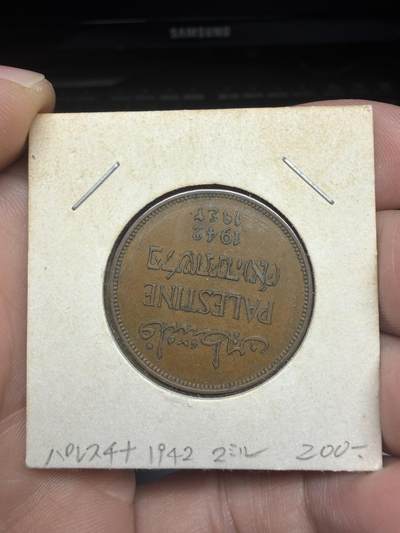 SAMSUNG
فلسطين
PALESTINE
פלשתינה (א״י)
1942
١٩٤٢
パレスチナ 1942 2ミル 200-